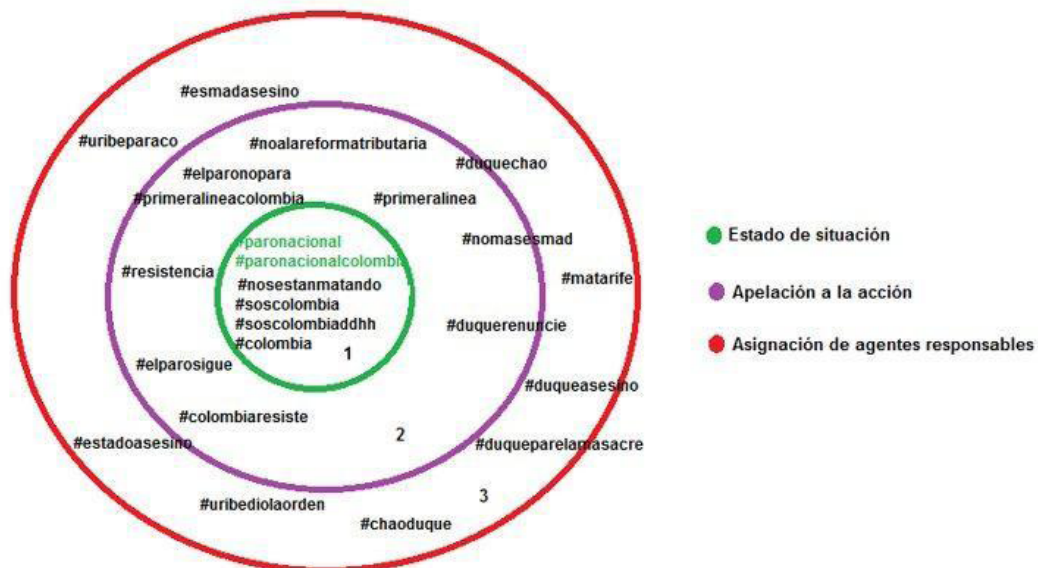 #esmadasesino
#uribeparaco
#noalareformatributaria
#duquechao
#elparonopara
#primeralineacolombia
#primeralinea
#paronacional
#paronacionalcolombia
#nomasesmad
#resistencia
#matarife
#nosestanmatando
#soscolombia
#soscolombiaddhh
#colombia
1
#duquerenuncie
#elparosigue
#duqueasesino
#colombiaresiste
2
#estadoasesino
#duqueparelamasacre
3
#uribediolaorden
#chaoduque
Estado de situación
Apelación a la acción
Asignación de agentes responsables